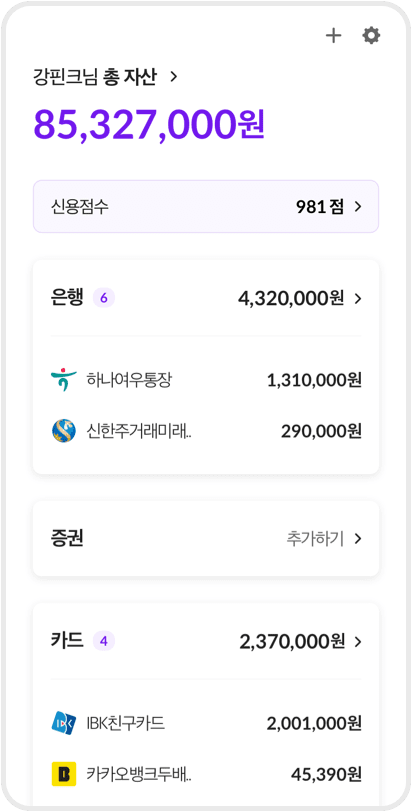 강핀크님 총 자산
85,327,000원
신용점수 981 점
은행 6 4,320,000원
하나여우통장 1,310,000원
신한주거래미래.. 290,000원
증권 추가하기
카드 4 2,370,000원
IBK친구카드 2,001,000원
카카오뱅크두배.. 45,390원